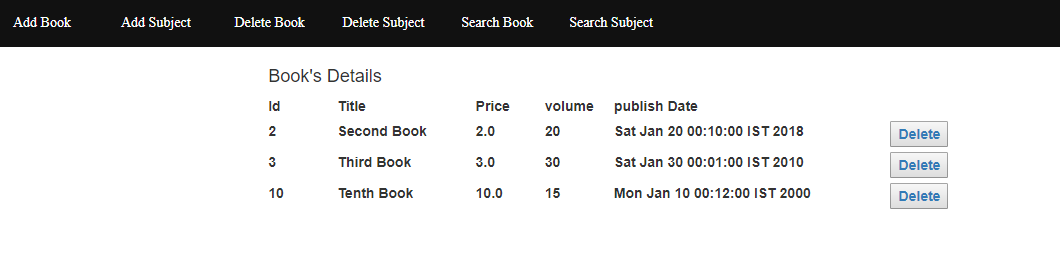 Add Book Add Subject Delete Book Delete Subject Search Book Search Subject
Book's Details
Id Title Price volume publish Date
2 Second Book 2.0 20 Sat Jan 20 00:10:00 IST 2018 Delete
3 Third Book 3.0 30 Sat Jan 30 00:01:00 IST 2010 Delete
10 Tenth Book 10.0 15 Mon Jan 10 00:12:00 IST 2000 Delete